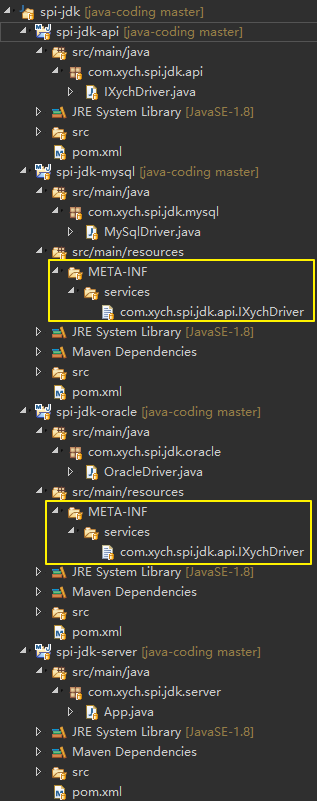 spi-jdk [java-coding master]
spi-jdk-api [java-coding master]
src/main/java
com.xych.spi.jdk.api
IXychDriver.java
JRE System Library [JavaSE-1.8]
src
pom.xml
spi-jdk-mysql [java-coding master]
src/main/java
com.xych.spi.jdk.mysql
MySqlDriver.java
src/main/resources
META-INF
services
com.xych.spi.jdk.api.IXychDriver
JRE System Library [JavaSE-1.8]
Maven Dependencies
src
pom.xml
spi-jdk-oracle [java-coding master]
src/main/java
com.xych.spi.jdk.oracle
OracleDriver.java
src/main/resources
META-INF
services
com.xych.spi.jdk.api.IXychDriver
JRE System Library [JavaSE-1.8]
Maven Dependencies
src
pom.xml
spi-jdk-server [java-coding master]
src/main/java
com.xych.spi.jdk.server
App.java
JRE System Library [JavaSE-1.8]
Maven Dependencies
src
pom.xml